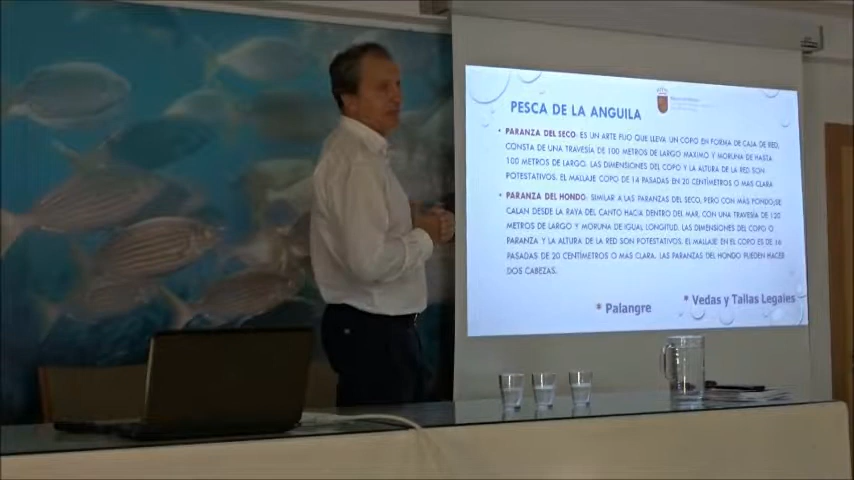 PESCA DE LA ANGUILA
• PARANZA DEL SECO: ES UN ARTE FIJO QUE LLEVA UN COPO EN FORMA DE CAJA DE RED,
CONSTA DE UNA TRAVESÍA DE 100 METROS DE LARGO MAXIMO Y MORUNA DE HASTA
100 METROS DE LARGO. LAS DIMENSIONES DEL COPO Y LA ALTURA DE LA RED SON
POTESTATIVOS. EL MALLAJE COPO DE 14 PASADAS EN 20 CENTÍMETROS O MAS CLARA
• PARANZA DEL HONDO: SIMILAR A LAS PARANZAS DEL SECO, PERO CON MÁS FONDO, SE
CALAN DESDE LA RAYA DEL CANTO HACIA DENTRO DEL MAR, CON UNA TRAVESÍA DE 120
METROS DE LARGO Y MORUNAS DE IGUAL LONGITUD. LAS DIMENSIONES DEL COPO O
PARANZA Y LA ALTURA DE LA RED SON POTESTATIVOS. EL MALLAJE EN EL COPO ES DE 14
PASADAS DE 20 CENTÍMETROS O MAS CLARA. LAS PARANZAS DEL HONDO PUEDEN HACER
DOS CABEZAS.
* Palangre
* Vedas y Tallas Legales